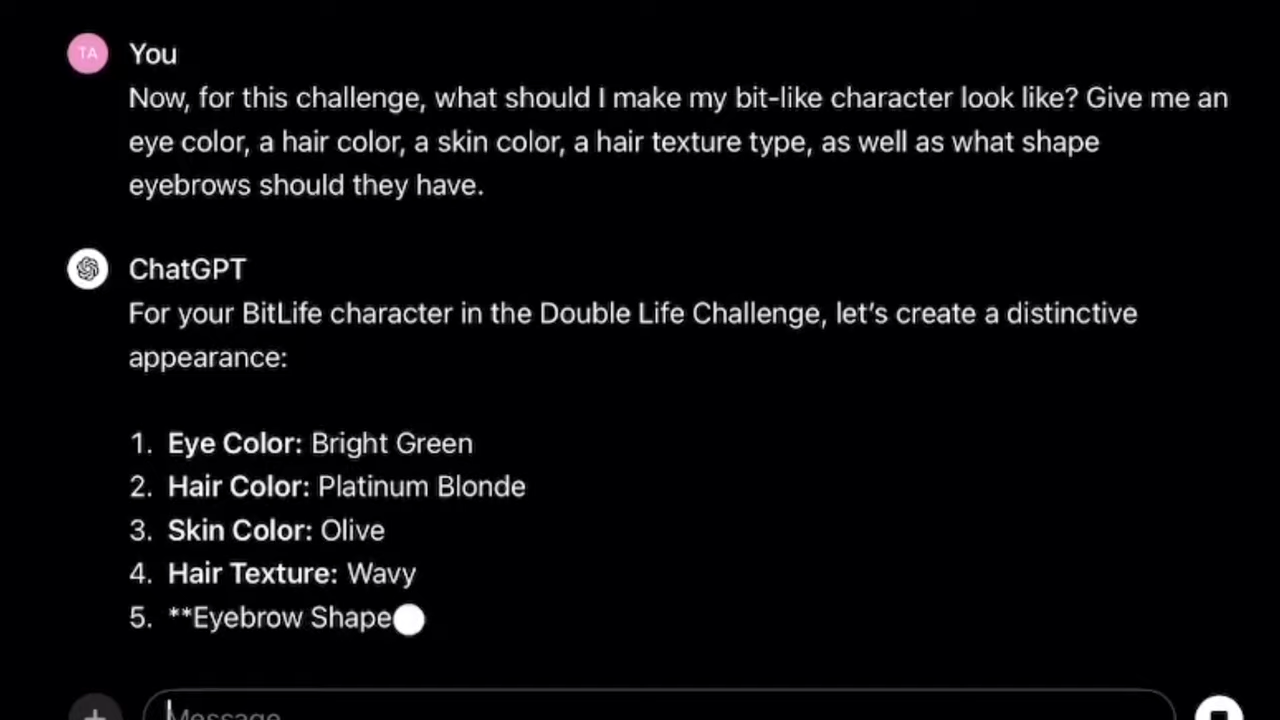 TA
You
Now, for this challenge, what should I make my bit-like character look like? Give me an
eye color, a hair color, a skin color, a hair texture type, as well as what shape
eyebrows should they have.
ChatGPT
For your BitLife character in the Double Life Challenge, let’s create a distinctive
appearance:
1. Eye Color: Bright Green
2. Hair Color: Platinum Blonde
3. Skin Color: Olive
4. Hair Texture: Wavy
5. **Eyebrow Shape
Message